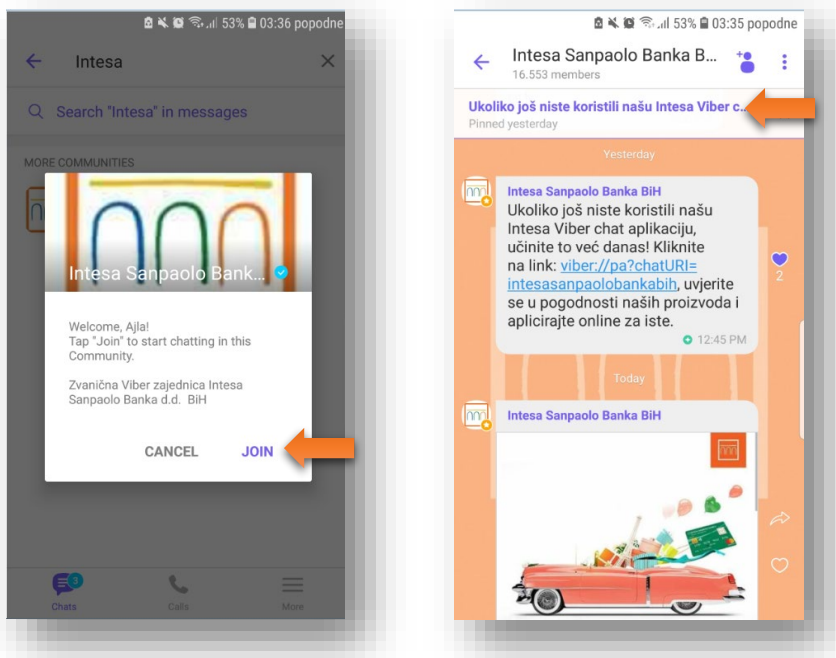 53% 03:36 popodne
Intesa
Search "Intesa" in messages
MORE COMMUNITIES
Intesa Sanpaolo Bank...
Welcome, Ajla!
Tap "Join" to start chatting in this
Community.
Zvanična Viber zajednica Intesa
Sanpaolo Banka d.d. BiH
CANCEL JOIN
3
Chats Calls More
53% 03:35 popodne
Intesa Sanpaolo Banka B...
16.553 members
Ukoliko još niste koristili našu Intesa Viber c...
Pinned yesterday
Yesterday
Intesa Sanpaolo Banka BiH
Ukoliko još niste koristili našu
Intesa Viber chat aplikaciju,
učinite to već danas! Kliknite
na link: viber://pa?chatURI=
intesasanpaolobankabih, uvjerite
se u pogodnosti naših proizvoda i
aplicirajte online za iste.
12:45 PM
2
Today
Intesa Sanpaolo Banka BiH